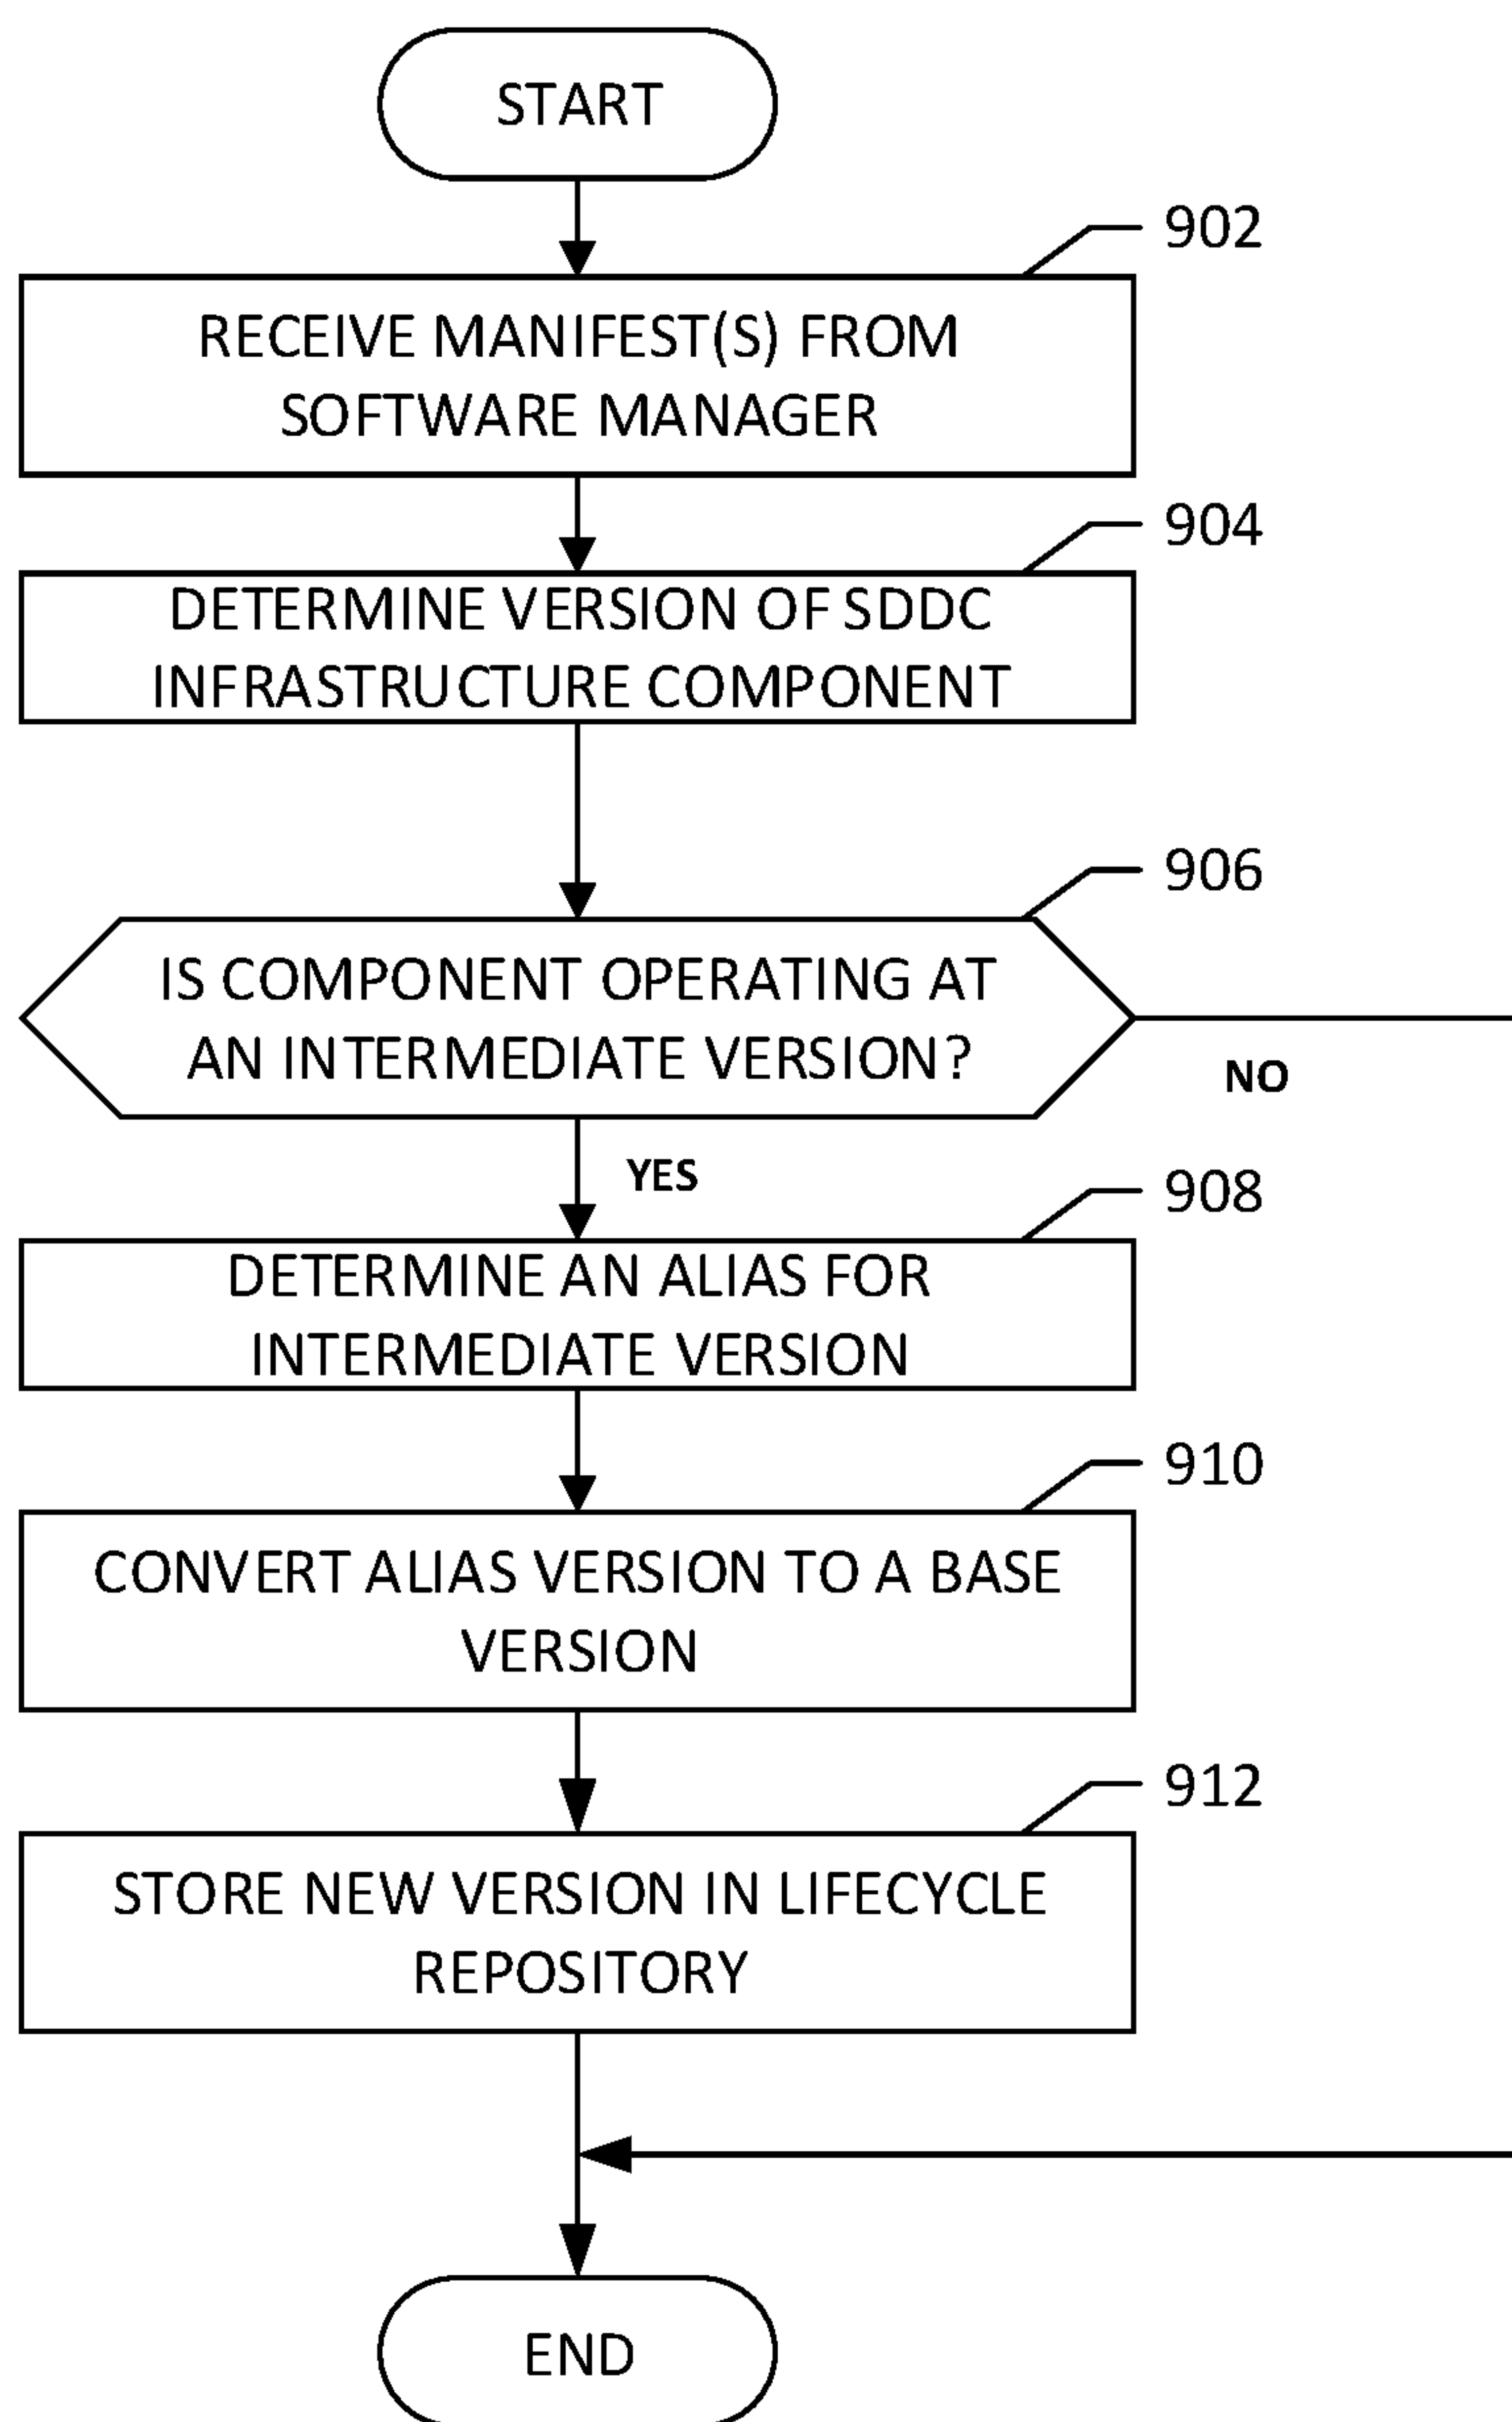 START
902
RECEIVE MANIFEST(S) FROM
SOFTWARE MANAGER
904
DETERMINE VERSION OF SDDC
INFRASTRUCTURE COMPONENT
906
IS COMPONENT OPERATING AT
AN INTERMEDIATE VERSION?
NO
YES
908
DETERMINE AN ALIAS FOR
INTERMEDIATE VERSION
910
CONVERT ALIAS VERSION TO A BASE
VERSION
912
STORE NEW VERSION IN LIFECYCLE
REPOSITORY
END